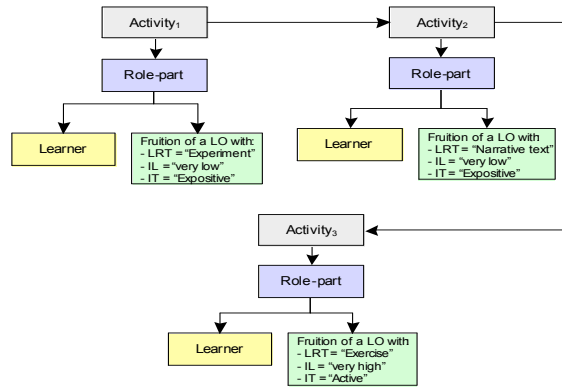 Activity₁
Activity₂
Role-part
Role-part
Learner
Fruition of a LO with:
- LRT = “Experiment”
- IL = “very low”
- IT = “Expositive”
Learner
Fruition of a LO with
- LRT = “Narrative text”
- IL = “very low”
- IT = “Expositive”
Activity₃
Role-part
Learner
Fruition of a LO with
- LRT = “Exercise”
- IL = “very high”
- IT = “Active”